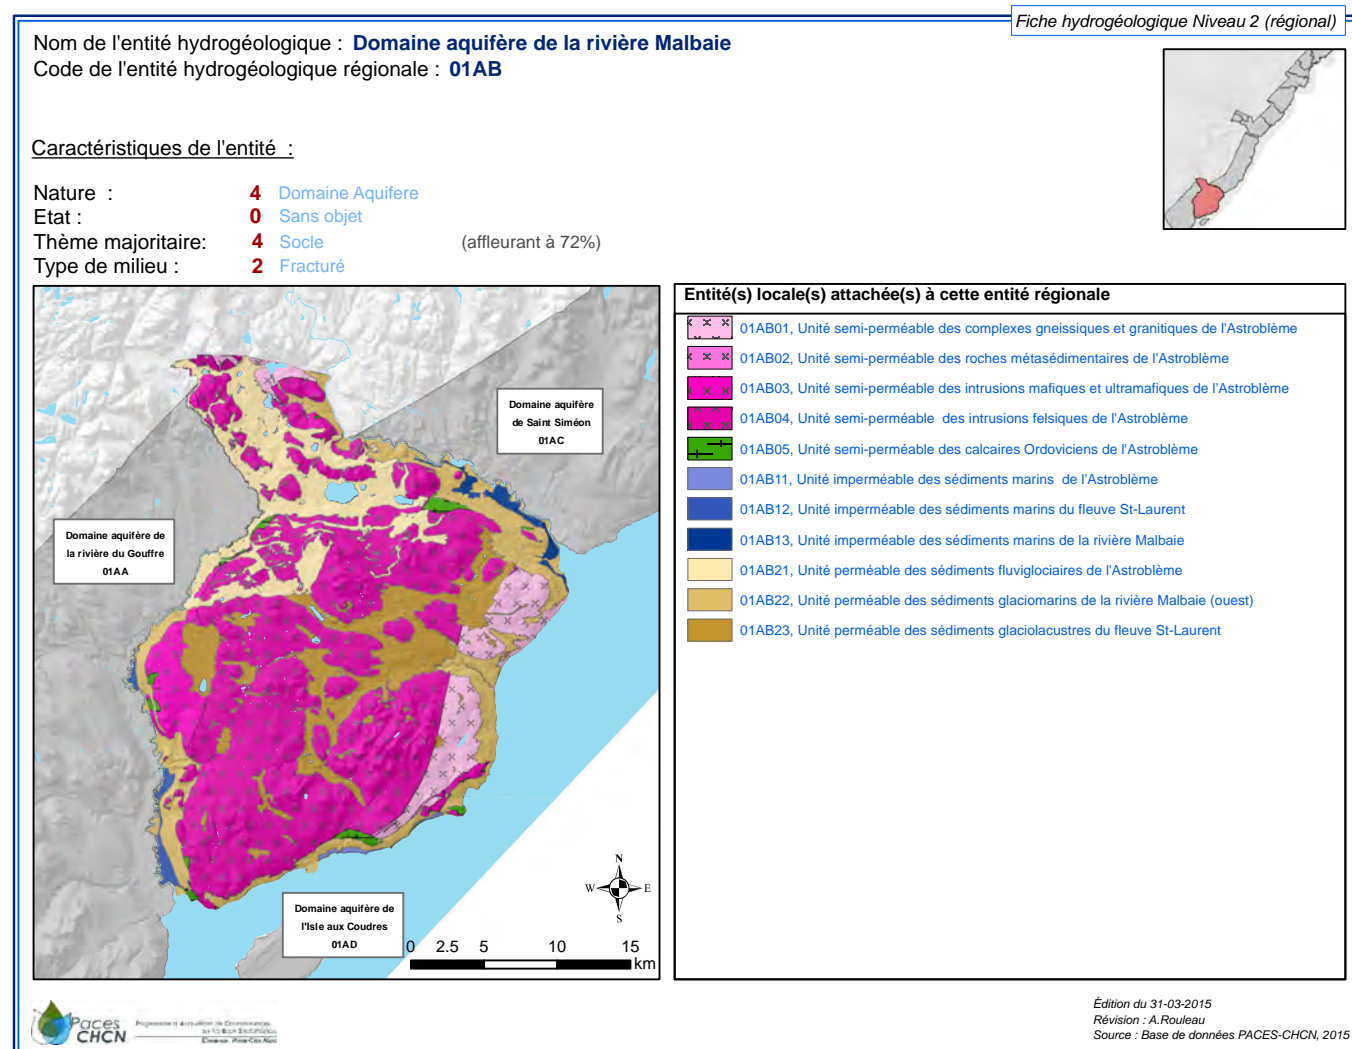 Fiche hydrogéologique Niveau 2 (régional)
Nom de l'entité hydrogéologique : Domaine aquifère de la rivière Malbaie
Code de l'entité hydrogéologique régionale : 01AB
Caractéristiques de l'entité :
Nature : 4 Domaine Aquifere
Etat : 0 Sans objet
Thème majoritaire: 4 Socle (affleurant à 72%)
Type de milieu : 2 Fracturé
Domaine aquifère
de Saint Siméon
01AC
Domaine aquifère de
la rivière du Gouffre
01AA
Domaine aquifère de
l'Isle aux Coudres
01AD
N
W E
S
0 2.5 5 10 15
km
Entité(s) locale(s) attachée(s) à cette entité régionale
01AB01, Unité semi-perméable des complexes gneissiques et granitiques de l'Astroblème
01AB02, Unité semi-perméable des roches métasédimentaires de l'Astroblème
01AB03, Unité semi-perméable des intrusions mafiques et ultramafiques de l'Astroblème
01AB04, Unité semi-perméable des intrusions felsiques de l'Astroblème
01AB05, Unité semi-perméable des calcaires Ordoviciens de l'Astroblème
01AB11, Unité imperméable des sédiments marins de l'Astroblème
01AB12, Unité imperméable des sédiments marins du fleuve St-Laurent
01AB13, Unité imperméable des sédiments marins de la rivière Malbaie
01AB21, Unité perméable des sédiments fluviglociaires de l'Astroblème
01AB22, Unité perméable des sédiments glaciomarins de la rivière Malbaie (ouest)
01AB23, Unité perméable des sédiments glaciolacustres du fleuve St-Laurent
Paces
CHCN
Édition du 31-03-2015
Révision : A.Rouleau
Source : Base de données PACES-CHCN, 2015